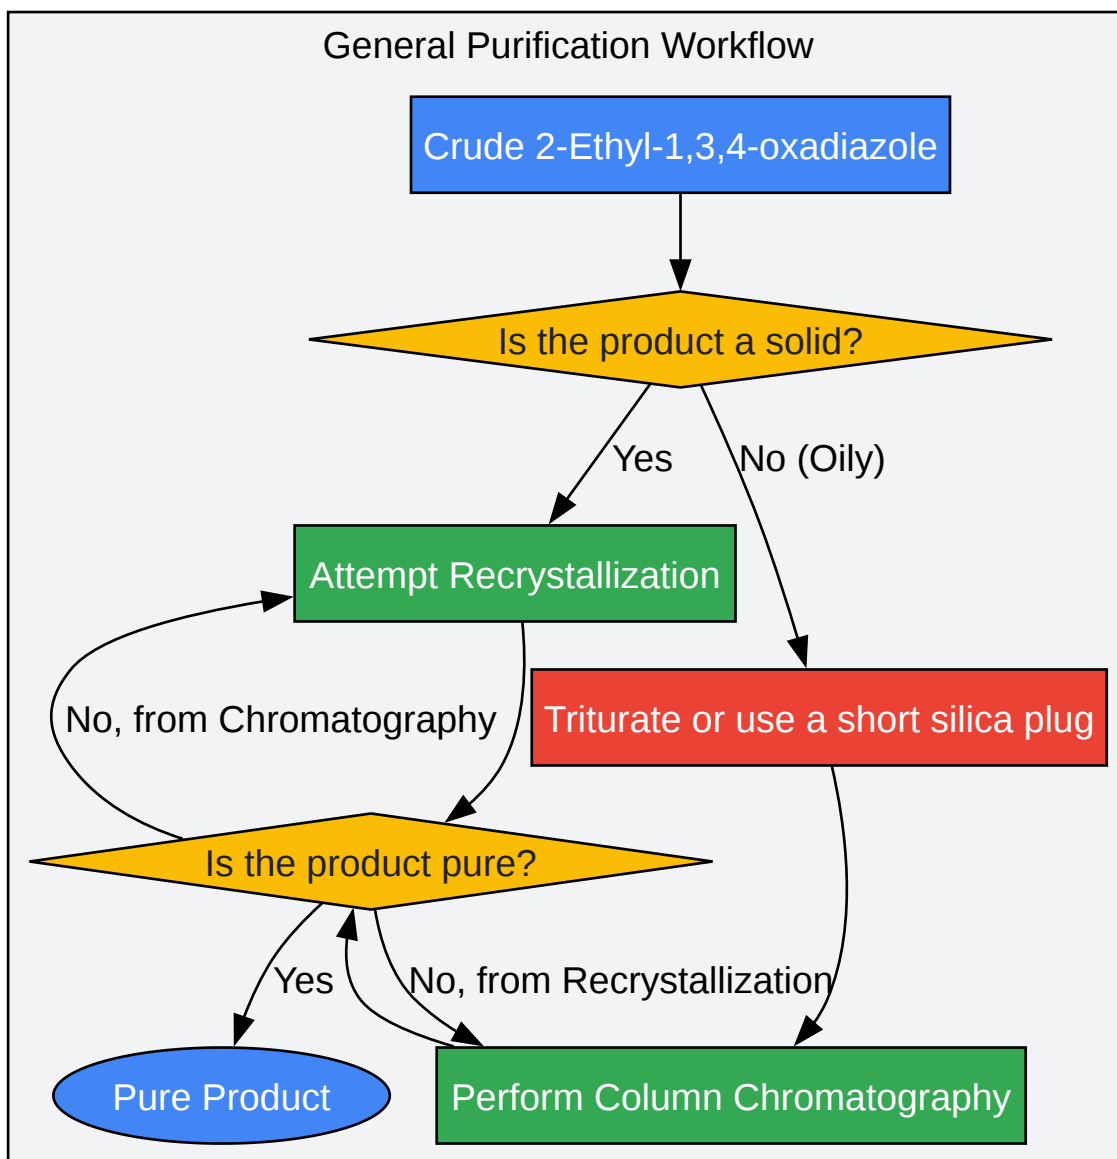 General Purification Workflow
Crude 2-Ethyl-1,3,4-oxadiazole
Is the product a solid?
Yes
No (Oily)
Attempt Recrystallization
Triturate or use a short silica plug
No, from Chromatography
Is the product pure?
Yes
No, from Recrystallization
Pure Product
Perform Column Chromatography